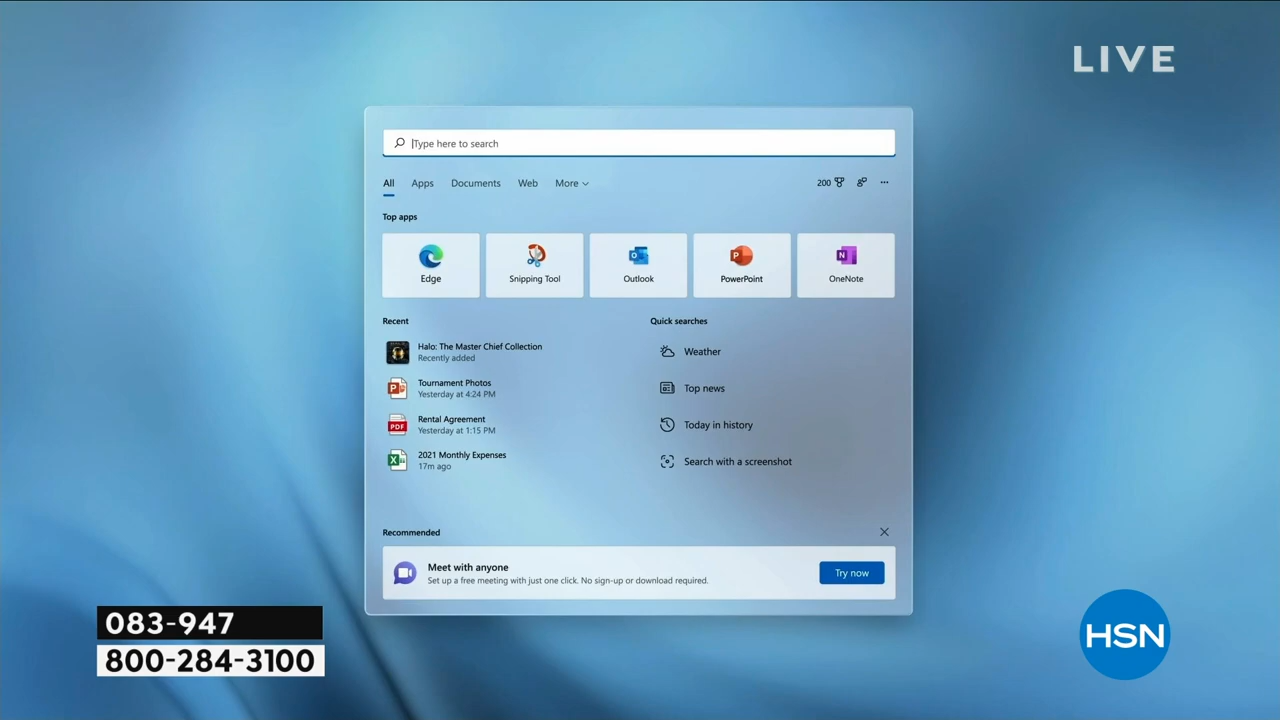 LIVE
Type here to search
All Apps Documents Web More 200
Top apps
Edge Snipping Tool Outlook PowerPoint OneNote
Recent
Halo: The Master Chief Collection
Recently added
Tournament Photos
Yesterday at 4:24 PM
PDF
Rental Agreement
Yesterday at 1:15 PM
2021 Monthly Expenses
17m ago
Quick searches
Weather
Top news
Today in history
Search with a screenshot
Recommended
Meet with anyone
Set up a free meeting with just one click. No sign-up or download required.
Try now
083-947
800-284-3100
HSN